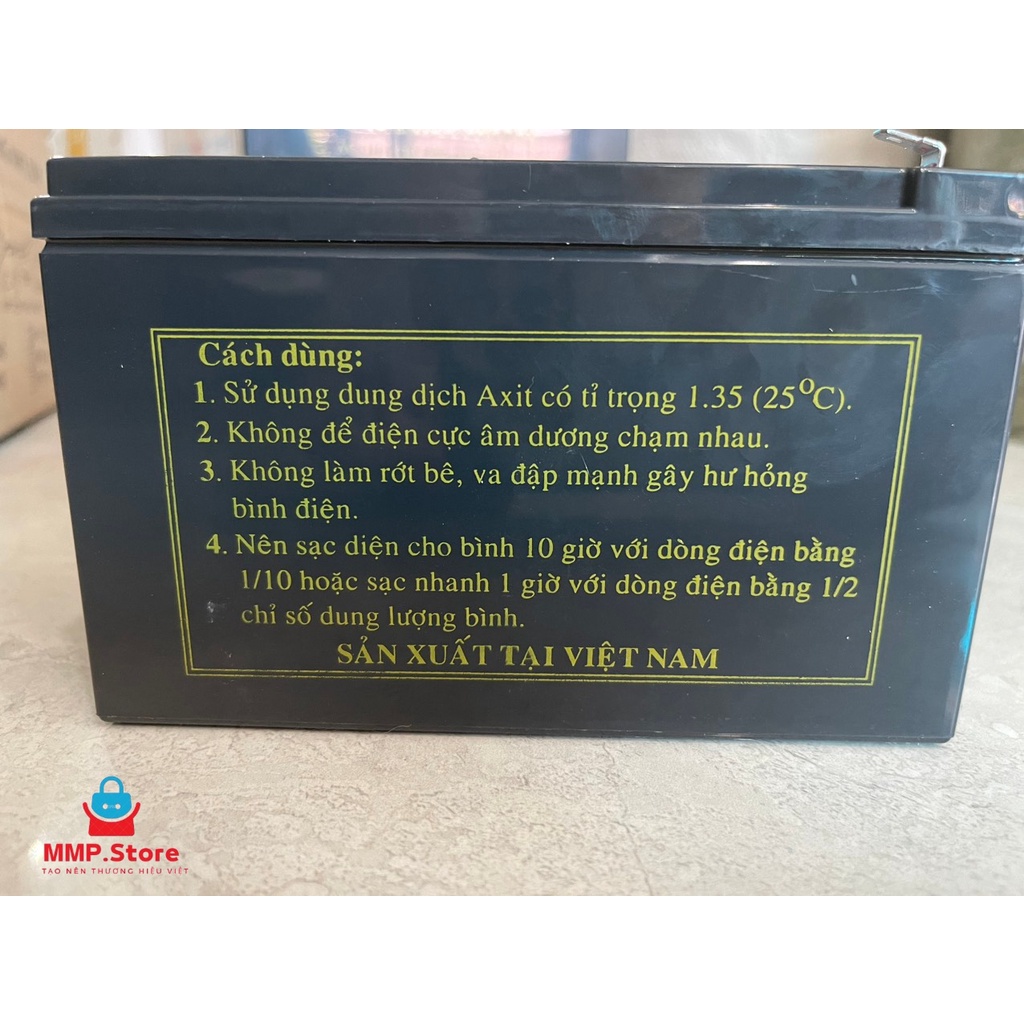 Cách dùng:
1. Sử dụng dung dịch Axit có tỉ trọng 1.35 (25⁰C).
2. Không để điện cực âm dương chạm nhau.
3. Không làm rớt bê, va đập mạnh gây hư hỏng
bình điện.
4. Nên sạc diện cho bình 10 giờ với dòng điện bằng
1/10 hoặc sạc nhanh 1 giờ với dòng điện bằng 1/2
chỉ số dung lượng bình.
SẢN XUẤT TẠI VIỆT NAM
MMP.Store
TẠO NÊN THƯƠNG HIỆU VIỆT